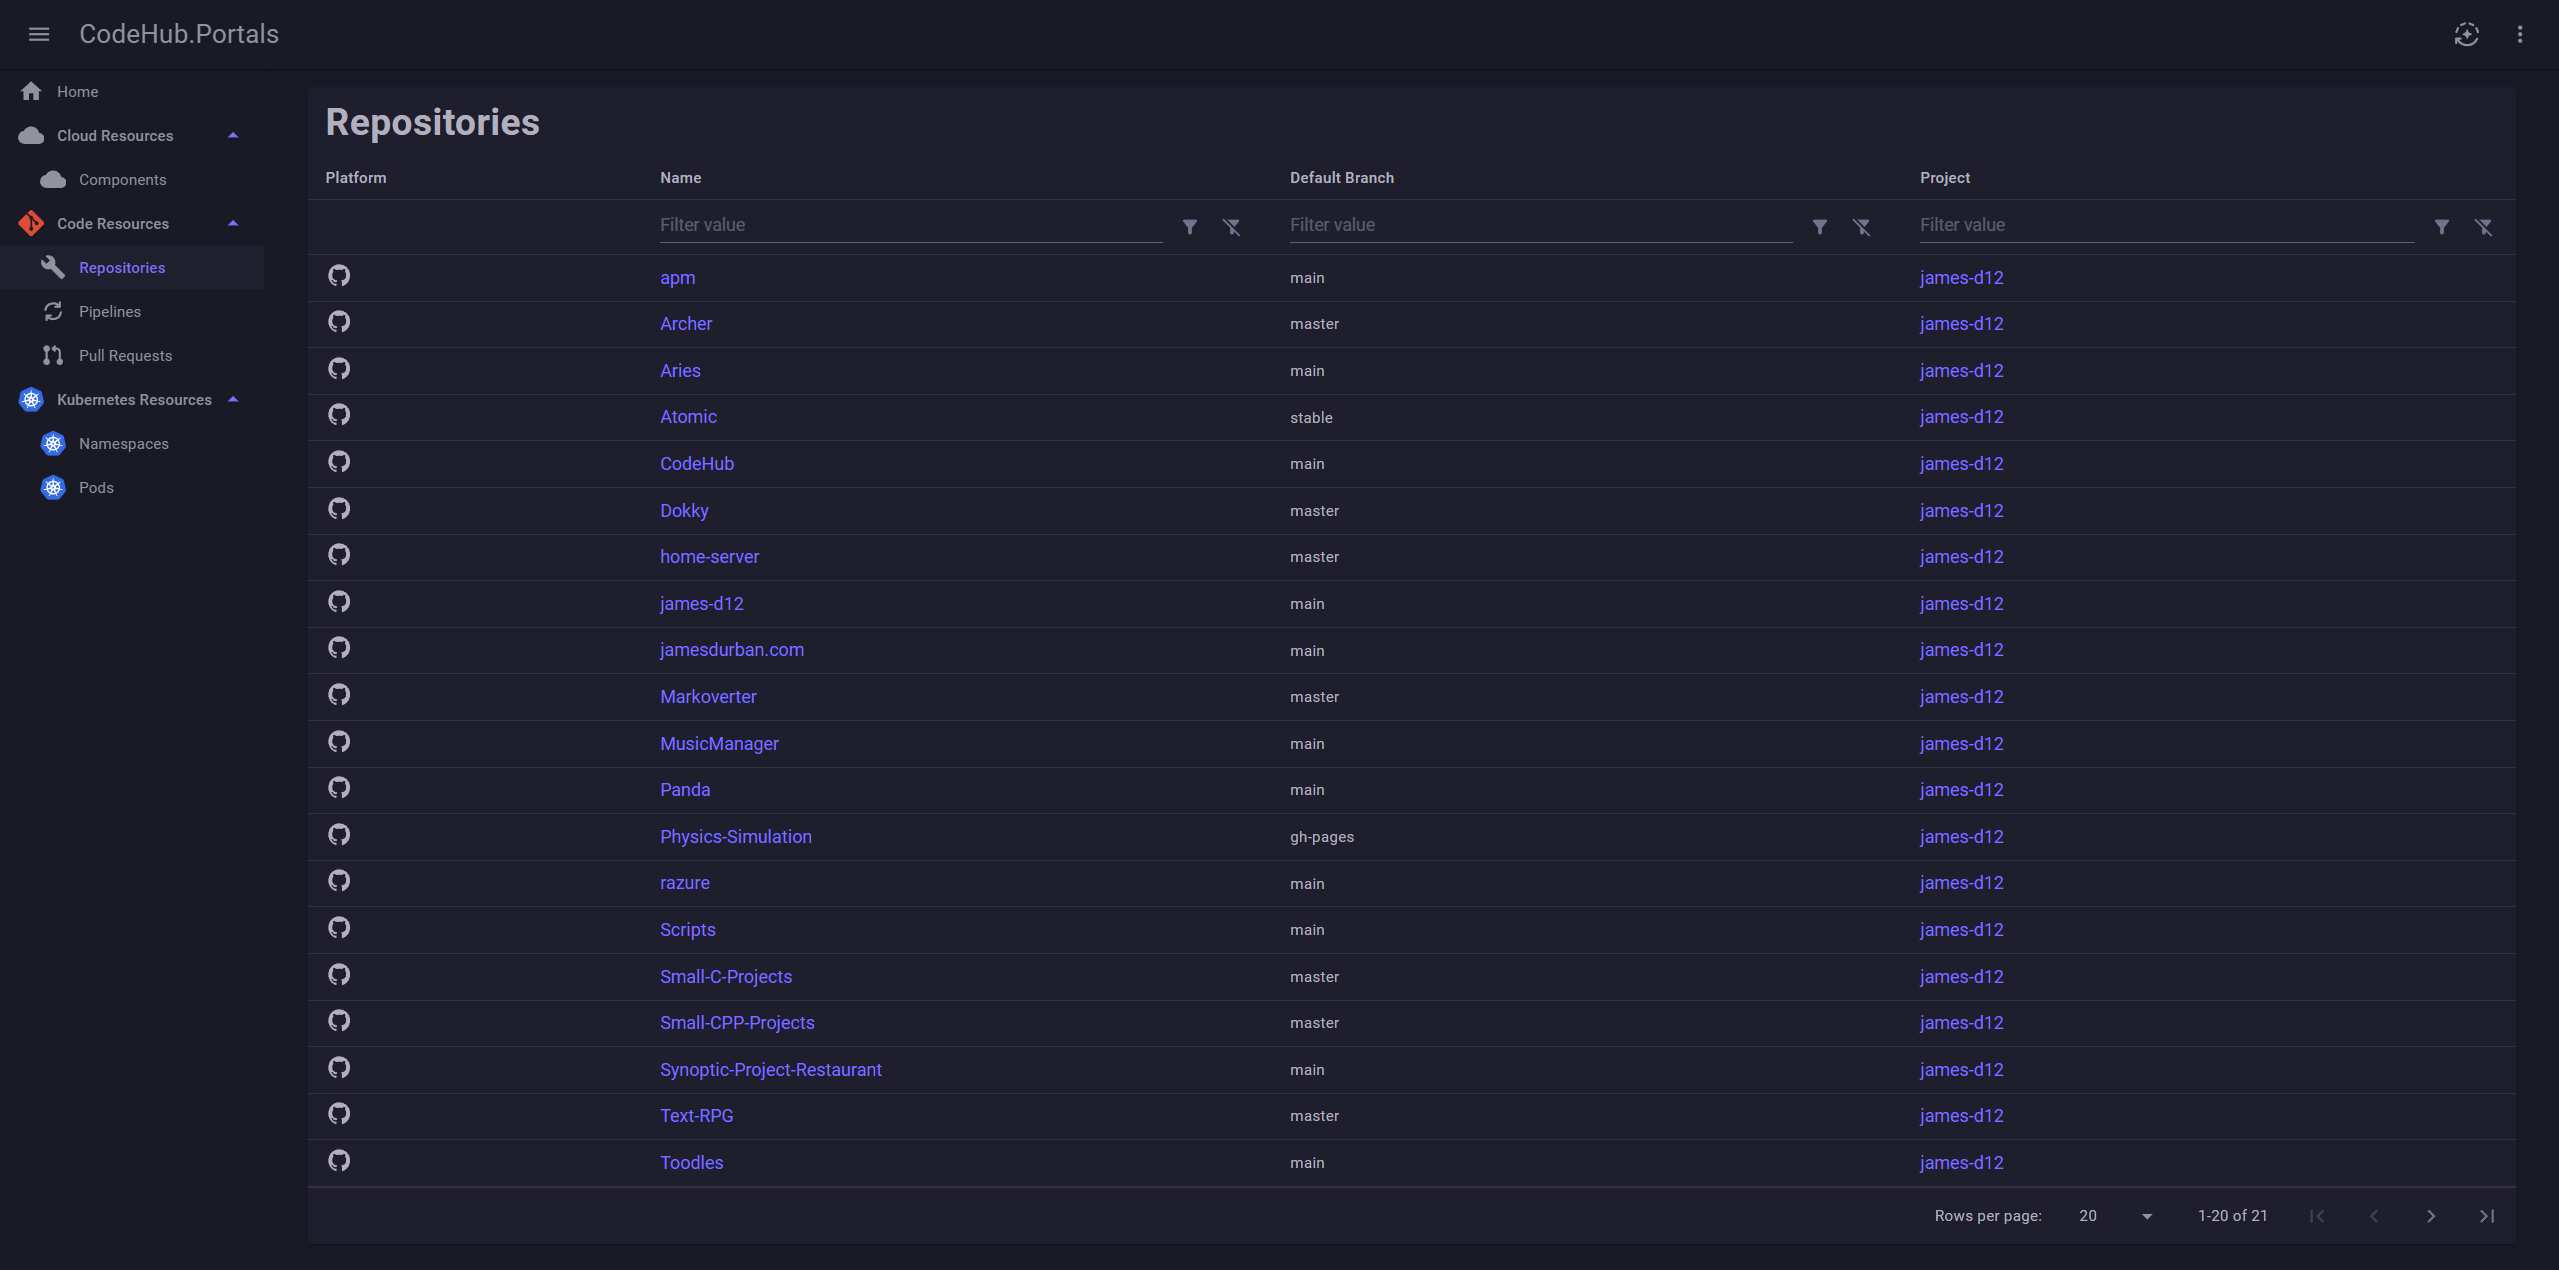 CodeHub.Portals
Home
Cloud Resources
Components
Code Resources
Repositories
Pipelines
Pull Requests
Kubernetes Resources
Namespaces
Pods
Repositories
Platform Name Default Branch Project
Filter value Filter value Filter value
apm main james-d12
Archer master james-d12
Aries main james-d12
Atomic stable james-d12
CodeHub main james-d12
Dokky master james-d12
home-server master james-d12
james-d12 main james-d12
jamesdurban.com main james-d12
Markoverter master james-d12
MusicManager main james-d12
Panda main james-d12
Physics-Simulation gh-pages james-d12
razure main james-d12
Scripts main james-d12
Small-C-Projects master james-d12
Small-CPP-Projects master james-d12
Synoptic-Project-Restaurant main james-d12
Text-RPG master james-d12
Toodles main james-d12
Rows per page: 20 1-20 of 21